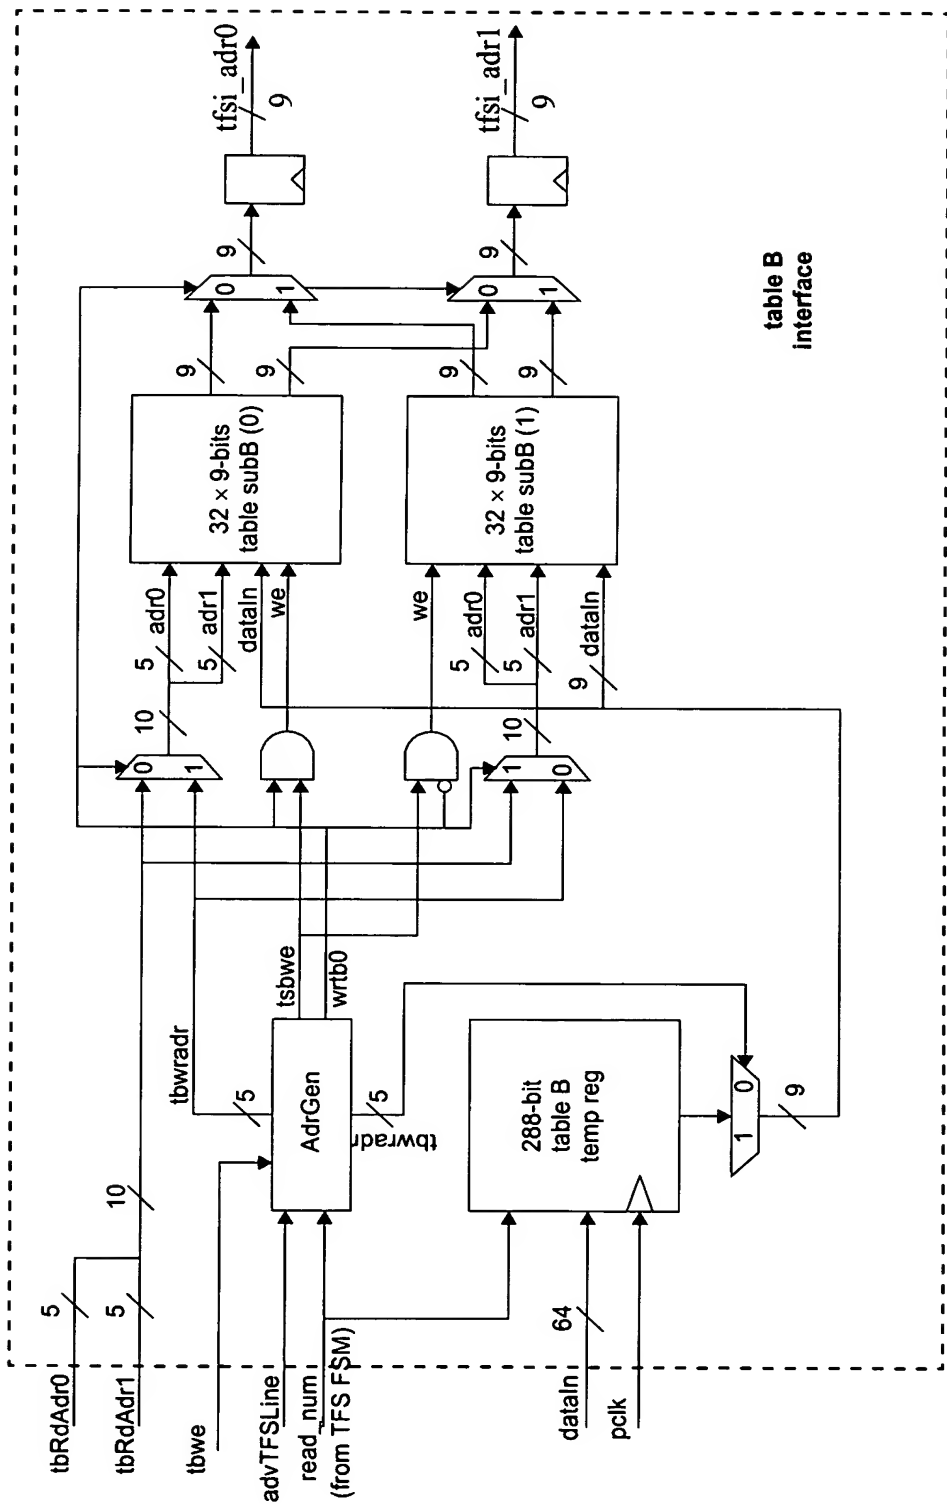 tbRdAdr0
5
tbRdAdr1
5
10
tbwe
advTFSLine
read_num
(from TFS FSM)
dataIn
64
pclk
tbwradr
5
AdrGen
5
tbwradr
tsbwe
wrtb0
288-bit
table B
temp reg
1
0
9
0
1
10
5
adr0
5
adr1
dataIn
we
32 × 9-bits
table subB (0)
9
9
we
5
adr0
5
adr1
9
dataIn
1
0
10
32 × 9-bits
table subB (1)
9
9
0
1
9
tfsi_adr0
9
0
1
9
tfsi_adr1
9
table B
interface